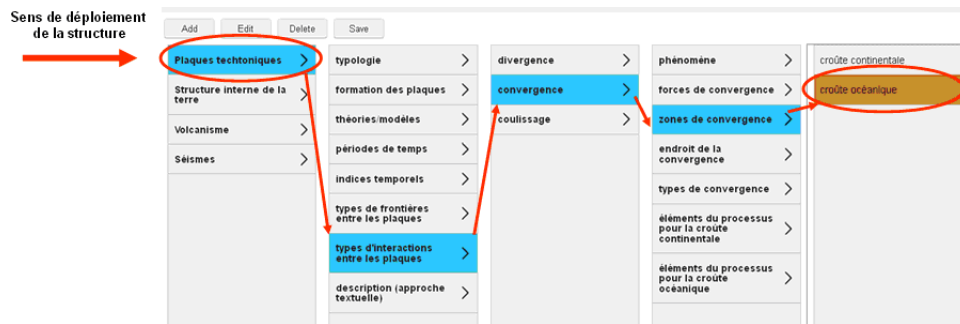 Sens de déploiement
de la structure
Add Edit Delete Save
Plaques techtoniques
Structure interne de la
terre
Volcanisme
Séismes
typologie
formation des plaques
théories/modèles
périodes de temps
indices temporels
types de frontières
entre les plaques
types d'interactions
entre les plaques
description (approche
textuelle)
divergence
convergence
coulissage
phénomène
forces de convergence
zones de convergence
endroit de la
convergence
types de convergence
éléments du processus
pour la croûte
continentale
éléments du processus
pour la croûte
océanique
croûte continentale
croûte océanique